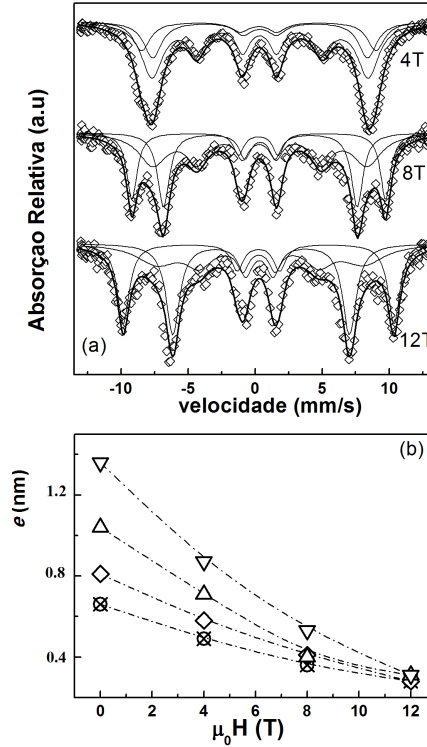 Absorçao Relativa (a.u)
4T
8T
12T
(a)
-10 -5 0 5 10
velocidade (mm/s)
(b)
e (nm)
1.2
0.8
0.4
0 2 4 6 8 10 12
μ0H (T)